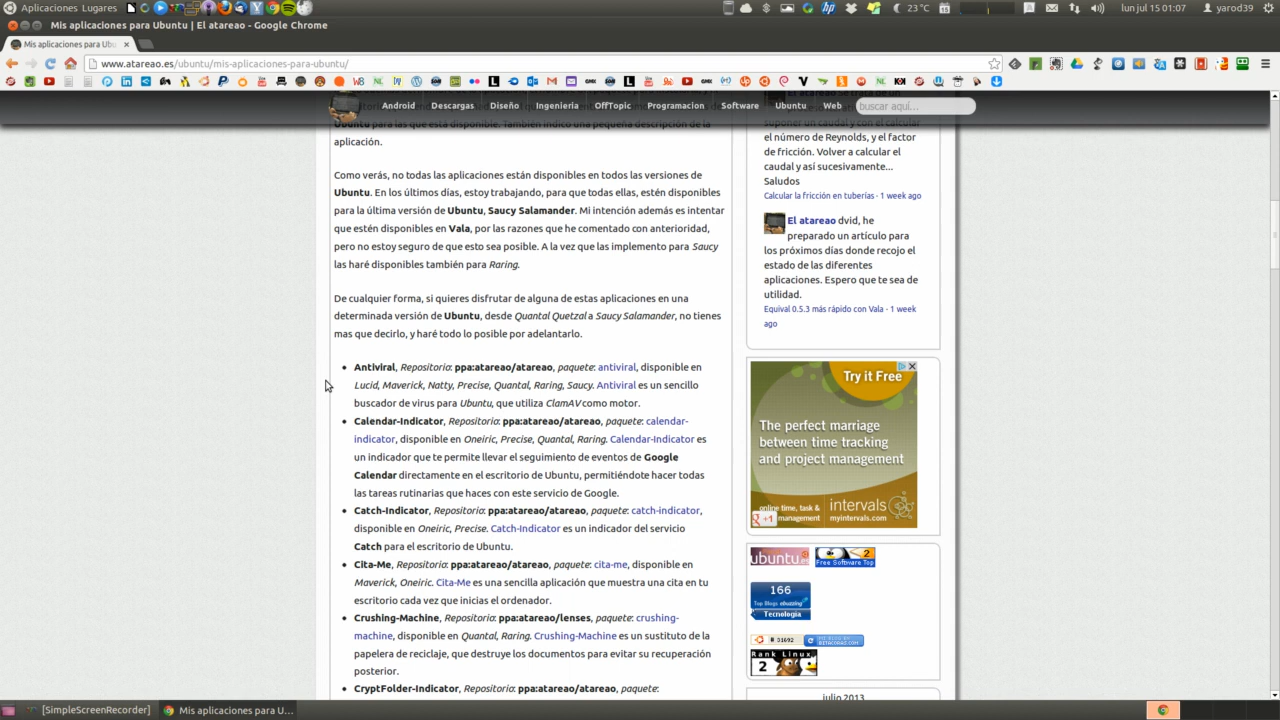 Aplicaciones Lugares
23 °C
lun jul 15 01:07
yarod39
Mis aplicaciones para Ubuntu | El atareao - Google Chrome
Mis aplicaciones para Ubu
www.atareao.es/ubuntu/mis-aplicaciones-para-ubuntu/
Android Descargas Diseño Ingenieria OffTopic Programacion Software Ubuntu Web buscar aquí...
Ubuntu para las que está disponible. También indico una pequeña descripción de la
aplicación.
Como verás, no todas las aplicaciones están disponibles en todos las versiones de
Ubuntu. En los últimos días, estoy trabajando, para que todas ellas, estén disponibles
para la última versión de Ubuntu, Saucy Salamander. Mi intención además es intentar
que estén disponibles en Vala, por las razones que he comentado con anterioridad,
pero no estoy seguro de que esto sea posible. A la vez que las implemento para Saucy
las haré disponibles también para Raring.
De cualquier forma, si quieres disfrutar de alguna de estas aplicaciones en una
determinada versión de Ubuntu, desde Quantal Quetzal a Saucy Salamander, no tienes
mas que decirlo, y haré todo lo posible por adelantarlo.
Antiviral, Repositorio: ppa:atareao/atareao, paquete: antiviral, disponible en
Lucid, Maverick, Natty, Precise, Quantal, Raring, Saucy. Antiviral es un sencillo
buscador de virus para Ubuntu, que utiliza ClamAV como motor.
Calendar-Indicator, Repositorio: ppa:atareao/atareao, paquete: calendar-
indicator, disponible en Oneiric, Precise, Quantal, Raring. Calendar-Indicator es
un indicador que te permite llevar el seguimiento de eventos de Google
Calendar directamente en el escritorio de Ubuntu, permitiéndote hacer todas
las tareas rutinarias que haces con este servicio de Google.
Catch-Indicator, Repositorio: ppa:atareao/atareao, paquete: catch-indicator,
disponible en Oneiric, Precise. Catch-Indicator es un indicador del servicio
Catch para el escritorio de Ubuntu.
Cita-Me, Repositorio: ppa:atareao/atareao, paquete: cita-me, disponible en
Maverick, Oneiric. Cita-Me es una sencilla aplicación que muestra una cita en tu
escritorio cada vez que inicias el ordenador.
Crushing-Machine, Repositorio: ppa:atareao/lenses, paquete: crushing-
machine, disponible en Quantal, Raring. Crushing-Machine es un sustituto de la
papelera de reciclaje, que destruye los documentos para evitar su recuperación
posterior.
CryptFolder-Indicator, Repositorio: ppa:atareao/atareao, paquete:
suponer un caudal y con el calcular
el número de Reynolds, y el factor
de fricción. Volver a calcular el
caudal y así sucesivamente...
Saludos
Calcular la fricción en tuberías · 1 week ago
El atareao dvid, he
preparado un artículo para
los próximos días donde recojo el
estado de las diferentes
aplicaciones. Espero que te sea de
utilidad.
Equival 0.5.3 más rápido con Vala · 1 week
ago
Try it Free
The perfect marriage
between time tracking
and project management
online time, task &
management
+1
intervals
myintervals.com
ubuntu
2
Free Software Top
166
Top Blogs ebuzzing
Tecnología
# 31692
Rank Linux
2
julio 2013
[SimpleScreenRecorder]
Mis aplicaciones para U...